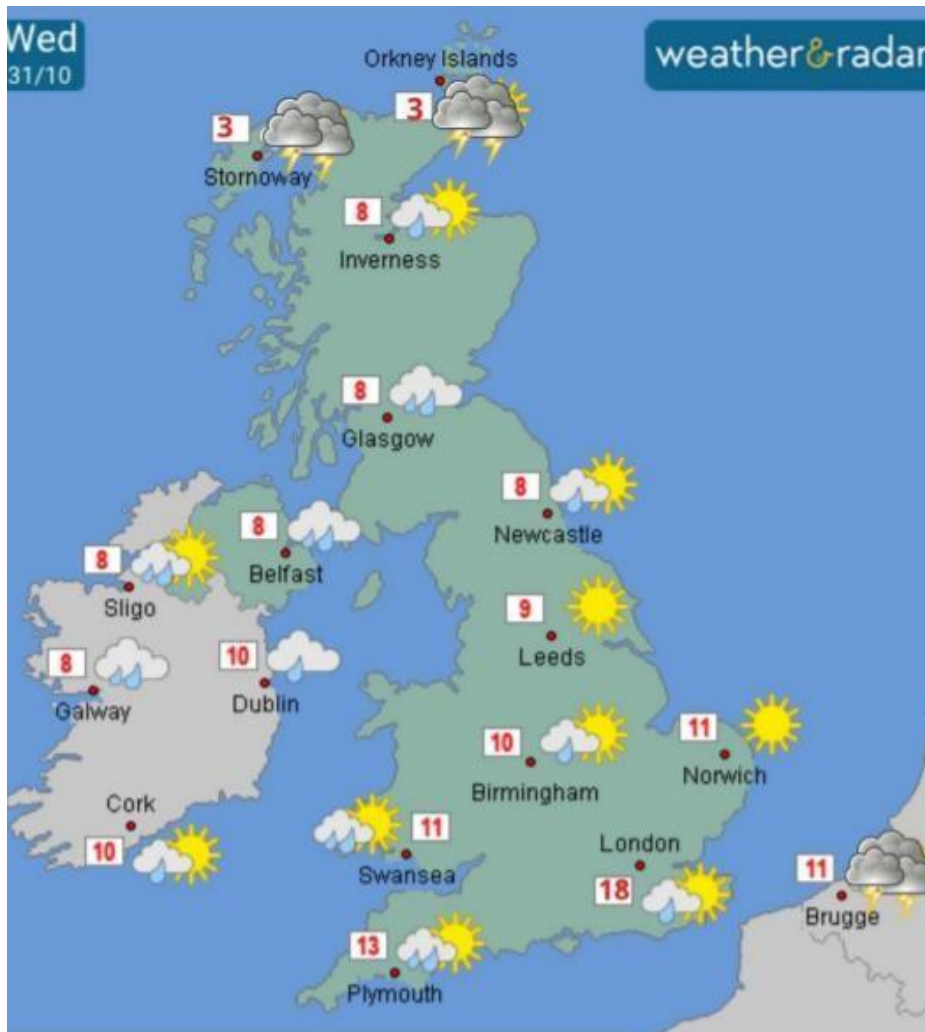 Wed
31/10
weather&radar
Orkney Islands
3
3
Stornoway
8
Inverness
8
Glasgow
8
Newcastle
8
Belfast
8
Sligo
9
Leeds
8
Galway
10
Dublin
10
Birmingham
11
Norwich
Cork
10
11
Swansea
London
18
11
Brugge
13
Plymouth